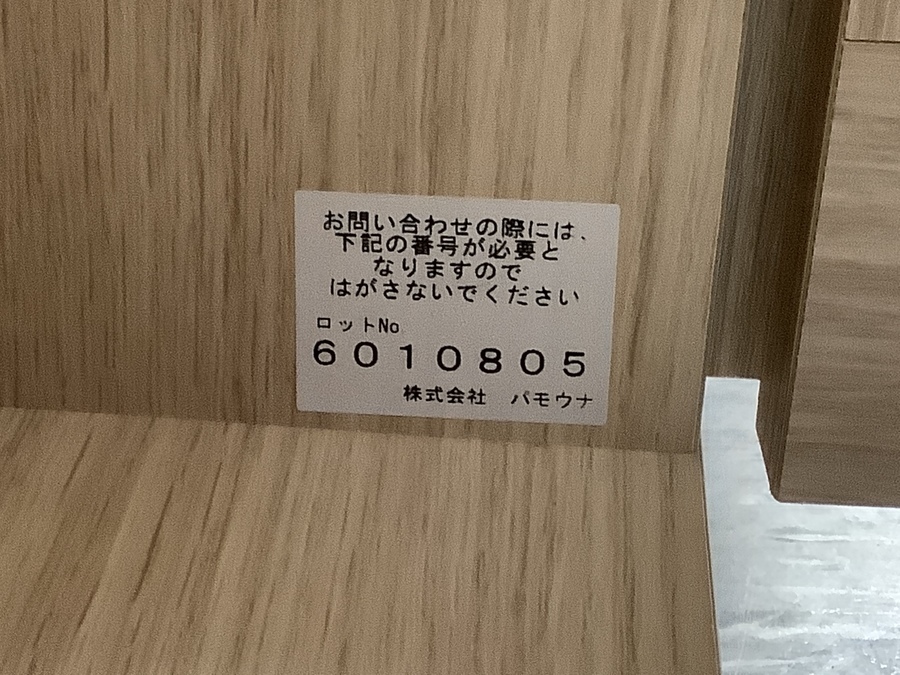 お問い合わせの際には、
下記の番号が必要と
なりますので
はがさないでください
ロットNo
６０１０８０５
株式会社　パモウナ